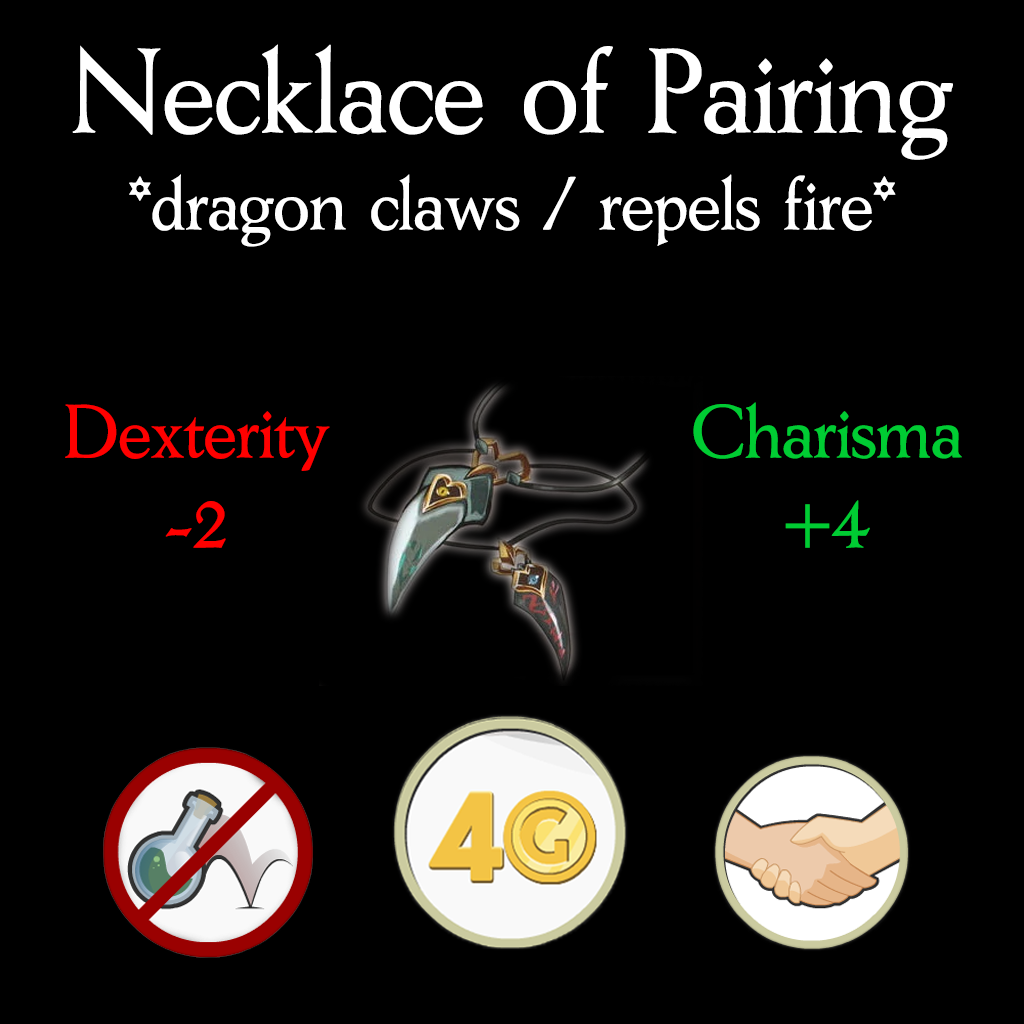 Necklace of Pairing
*dragon claws / repels fire*
Dexterity
-2
Charisma
+4
4G